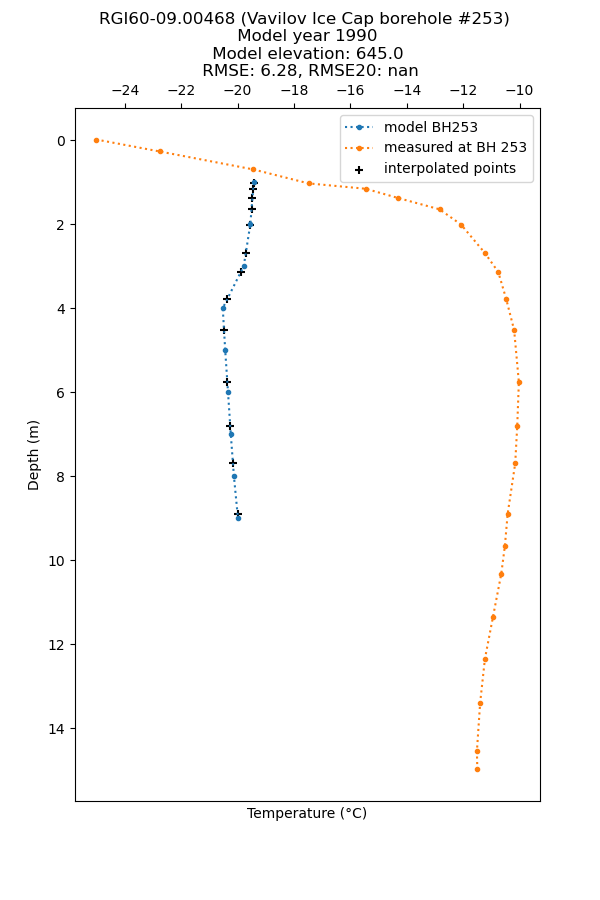 RGI60-09.00468 (Vavilov Ice Cap borehole #253)
Model year 1990
Model elevation: 645.0
RMSE: 6.28, RMSE20: nan
−24 −22 −20 −18 −16 −14 −12 −10
model BH253
measured at BH 253
interpolated points
0
2
4
6
8
10
12
14
Depth (m)
Temperature (°C)